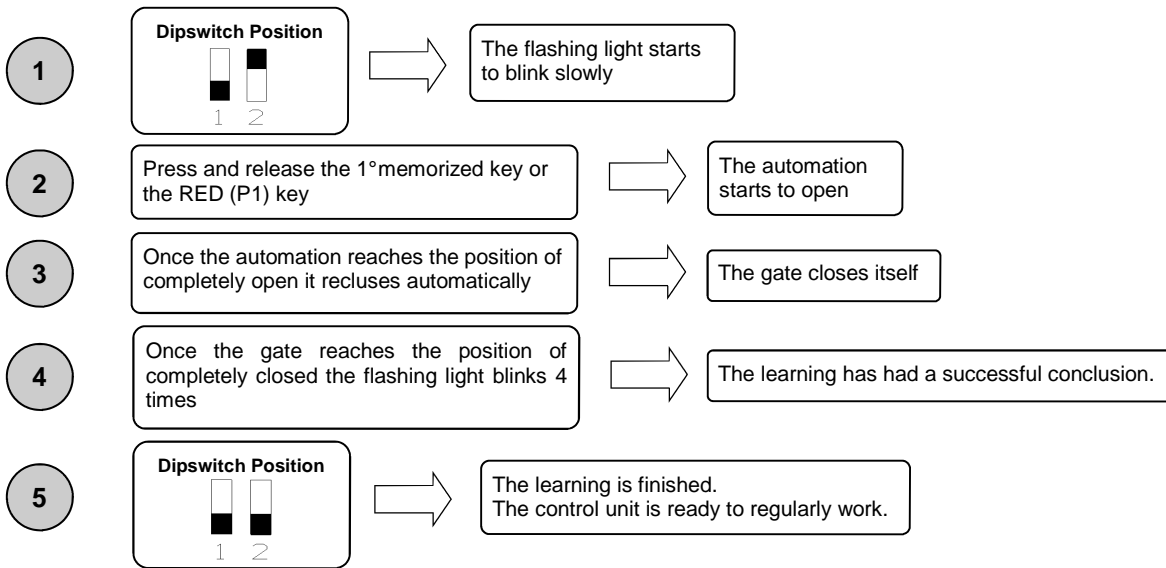 1
Dipswitch Position
1 2
The flashing light starts
to blink slowly
2
Press and release the 1°memorized key or
the RED (P1) key
The automation
starts to open
3
Once the automation reaches the position of
completely open it recluses automatically
The gate closes itself
4
Once the gate reaches the position of
completely closed the flashing light blinks 4
times
The learning has had a successful conclusion.
5
Dipswitch Position
1 2
The learning is finished.
The control unit is ready to regularly work.